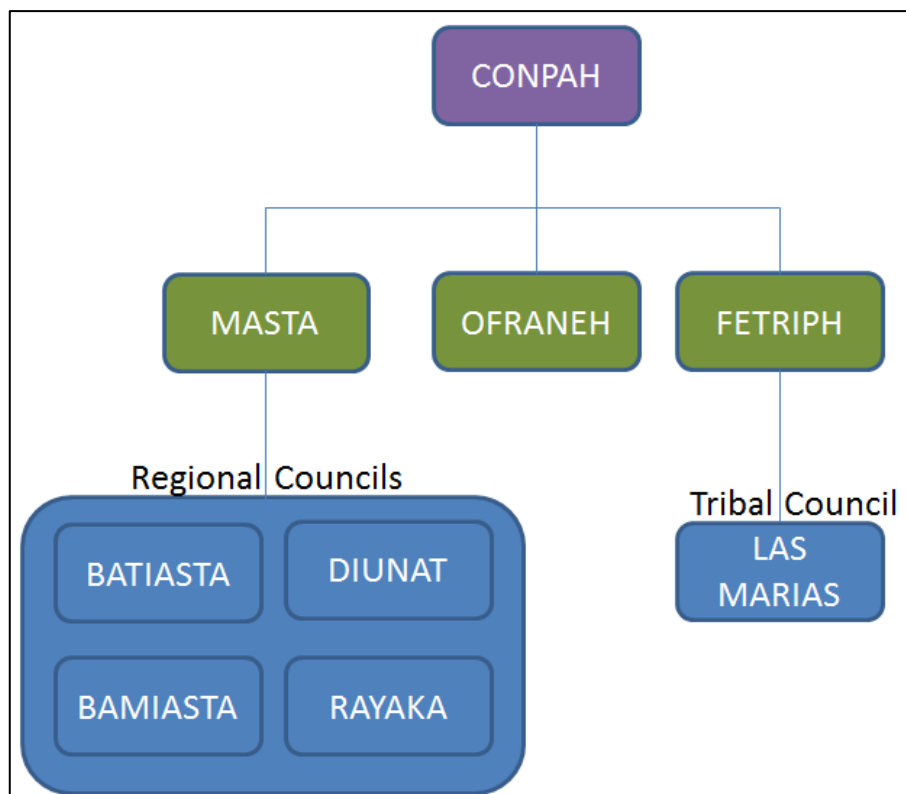 CONPAH
MASTA
OFRANEH
FETRIPH
Regional Councils
BATIASTA
DIUNAT
BAMIASTA
RAYAKA
Tribal Council
LAS
MARIAS